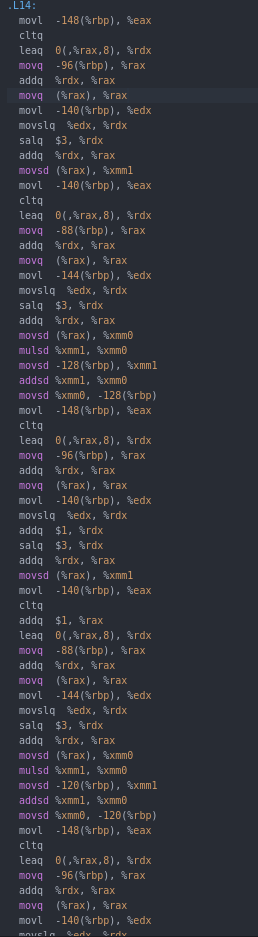 .L14:
movl -148(%rbp), %eax
cltq
leaq 0(,%rax,8), %rdx
movq -96(%rbp), %rax
addq %rdx, %rax
movq (%rax), %rax
movl -140(%rbp), %edx
movslq %edx, %rdx
salq $3, %rdx
addq %rdx, %rax
movsd (%rax), %xmm1
movl -140(%rbp), %eax
cltq
leaq 0(,%rax,8), %rdx
movq -88(%rbp), %rax
addq %rdx, %rax
movq (%rax), %rax
movl -144(%rbp), %edx
movslq %edx, %rdx
salq $3, %rdx
addq %rdx, %rax
movsd (%rax), %xmm0
mulsd %xmm1, %xmm0
movsd -128(%rbp), %xmm1
addsd %xmm1, %xmm0
movsd %xmm0, -128(%rbp)
movl -148(%rbp), %eax
cltq
leaq 0(,%rax,8), %rdx
movq -96(%rbp), %rax
addq %rdx, %rax
movq (%rax), %rax
movl -140(%rbp), %edx
movslq %edx, %rdx
addq $1, %rdx
salq $3, %rdx
addq %rdx, %rax
movsd (%rax), %xmm1
movl -140(%rbp), %eax
cltq
addq $1, %rax
leaq 0(,%rax,8), %rdx
movq -88(%rbp), %rax
addq %rdx, %rax
movq (%rax), %rax
movl -144(%rbp), %edx
movslq %edx, %rdx
salq $3, %rdx
addq %rdx, %rax
movsd (%rax), %xmm0
mulsd %xmm1, %xmm0
movsd -120(%rbp), %xmm1
addsd %xmm1, %xmm0
movsd %xmm0, -120(%rbp)
movl -148(%rbp), %eax
cltq
leaq 0(,%rax,8), %rdx
movq -96(%rbp), %rax
addq %rdx, %rax
movq (%rax), %rax
movl -140(%rbp), %edx
movslq %edx, %rdx